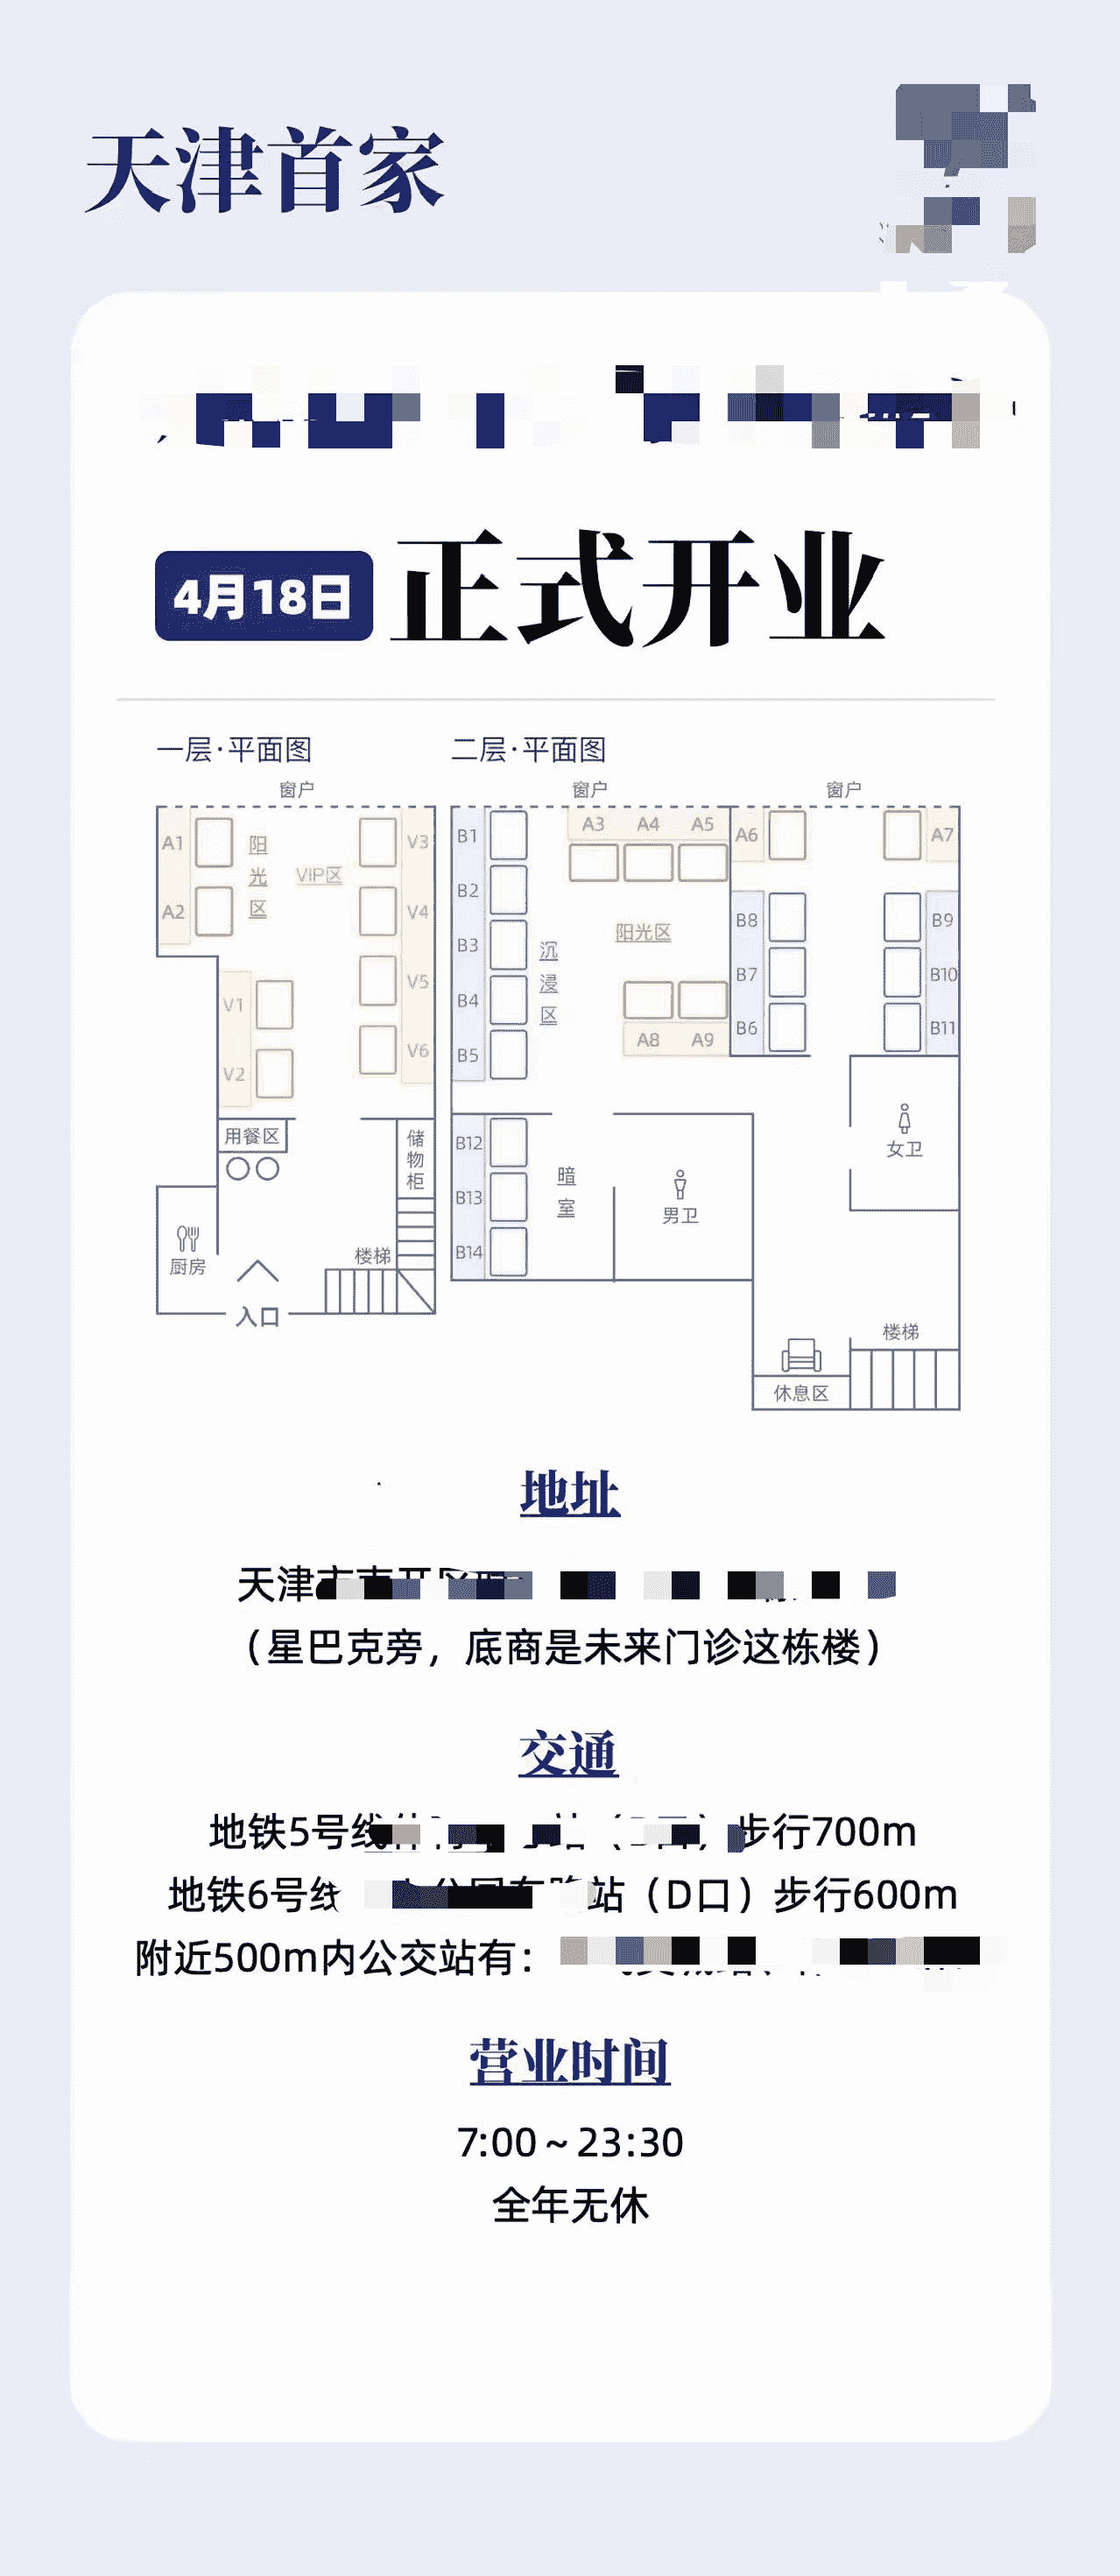 天津首家
4月18日 正式开业
一层·平面图 二层·平面图
窗户 窗户 窗户
A1 阳光区 VIP区 V3
A2 V4
V1 V5
V2 V6
用餐区 储物柜
厨房 楼梯
入口
B1 A3 A4 A5 A6 A7
B2 阳光区 B8 B9
B3 沉浸区 B7 B10
B4 A8 A9 B6 B11
B5
B12 暗室 男卫 女卫
B13
B14
楼梯
休息区
地址
天津
（星巴克旁，底商是未来门诊这栋楼）
交通
地铁5号线 步行700m
地铁6号线 站（D口）步行600m
附近500m内公交站有：
营业时间
7:00～23:30
全年无休